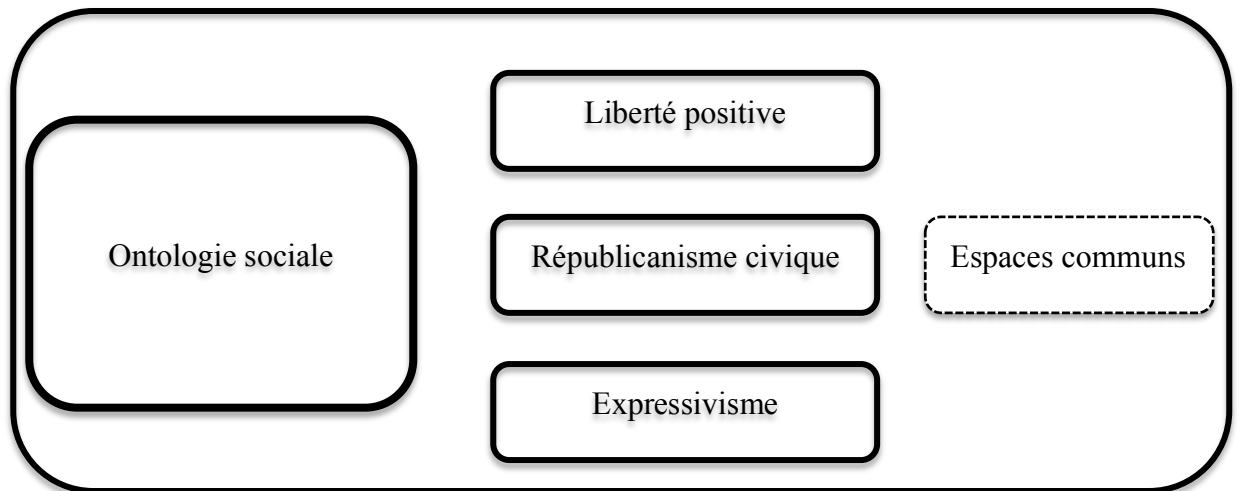 Ontologie sociale
Liberté positive
Républicanisme civique
Expressivisme
Espaces communs